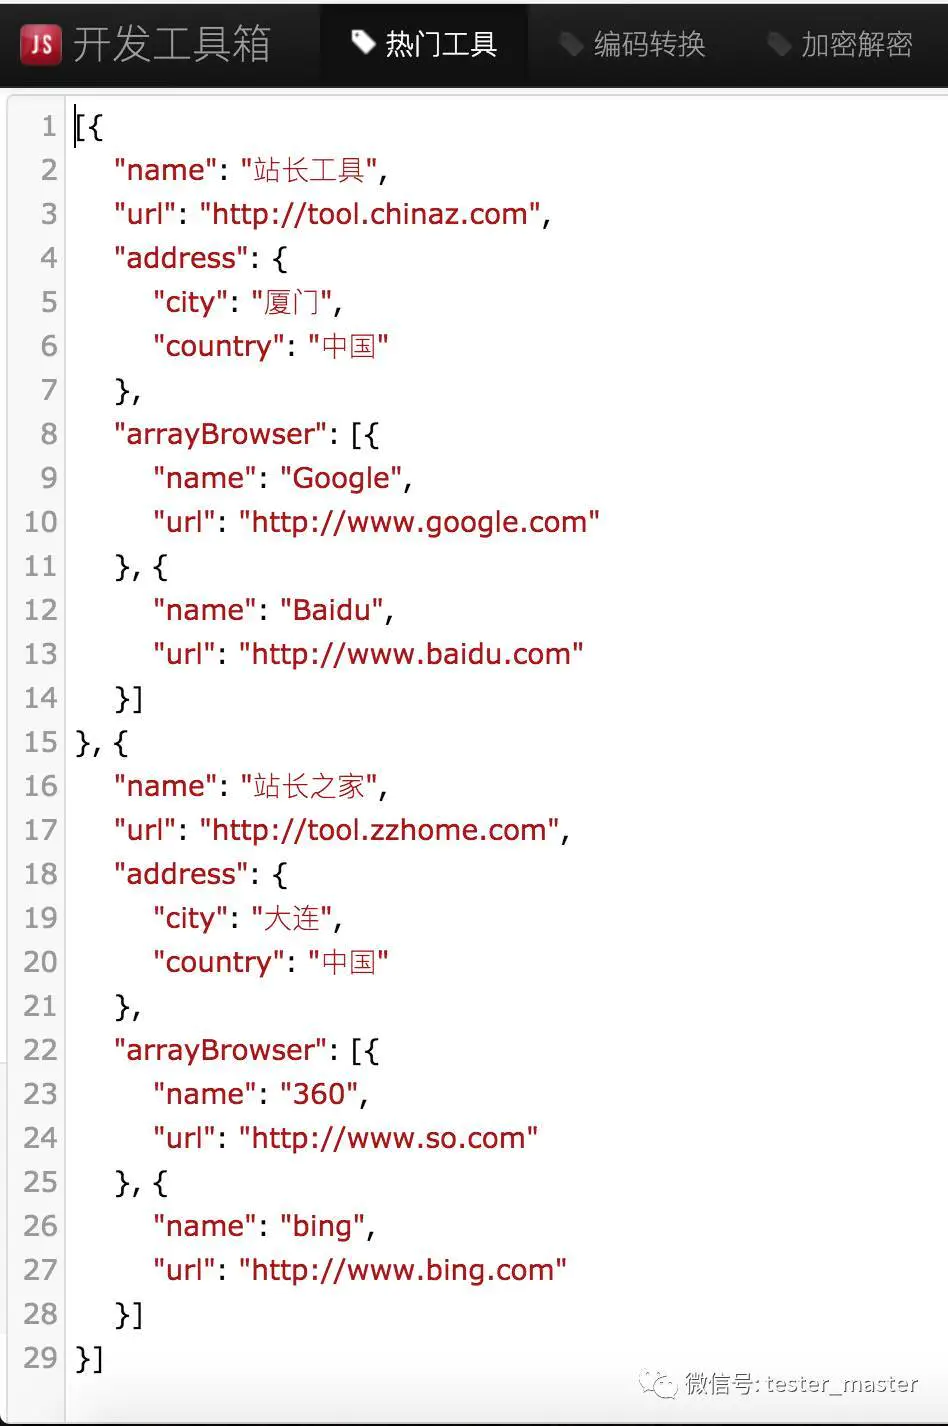 JS 开发工具箱 热门工具 编码转换 加密解密
1 [{
2 "name": "站长工具",
3 "url": "http://tool.chinaz.com",
4 "address": {
5 "city": "厦门",
6 "country": "中国"
7 },
8 "arrayBrowser": [{
9 "name": "Google",
10 "url": "http://www.google.com"
11 }, {
12 "name": "Baidu",
13 "url": "http://www.baidu.com"
14 }]
15 }, {
16 "name": "站长之家",
17 "url": "http://tool.zzhome.com",
18 "address": {
19 "city": "大连",
20 "country": "中国"
21 },
22 "arrayBrowser": [{
23 "name": "360",
24 "url": "http://www.so.com"
25 }, {
26 "name": "bing",
27 "url": "http://www.bing.com"
28 }]
29 }]
微信号: tester_master